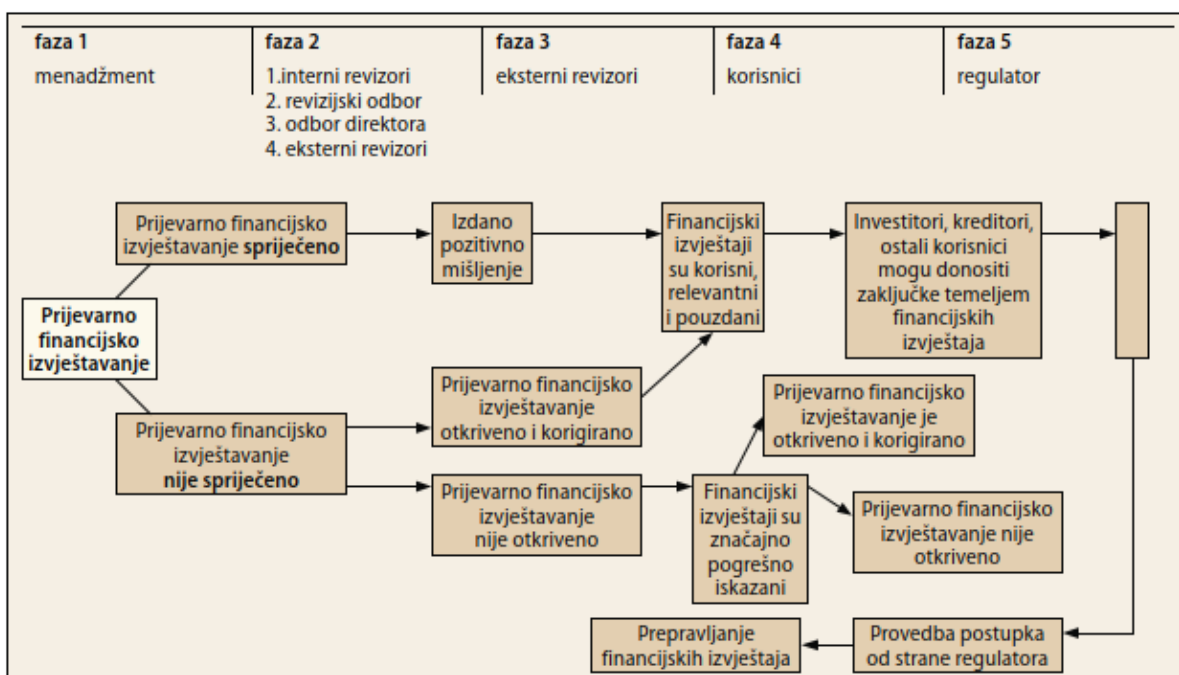 faza 1
menadžment
faza 2
1.interni revizori
2. revizijski odbor
3. odbor direktora
4. eksterni revizori
faza 3
eksterni revizori
faza 4
korisnici
faza 5
regulator
Prijevarno financijsko
izvještavanje spriječeno
Izdano
pozitivno
mišljenje
Financijski
izvještaji
su korisni,
relevantni
i pouzdani
Investitori, kreditori,
ostali korisnici
mogu donositi
zaključke temeljem
financijskih
izvještaja
Prijevarno
financijsko
izvještavanje
Prijevarno financijsko
izvještavanje
otkriveno i korigirano
Prijevarno financijsko
izvještavanje je
otkriveno i korigirano
Prijevarno financijsko
izvještavanje
nije spriječeno
Prijevarno financijsko
izvještavanje
nije otkriveno
Financijski
izvještaji su
značajno
pogrešno
iskazani
Prijevarno financijsko
izvještavanje nije
otkriveno
Prepravljanje
financijskih izvještaja
Provedba postupka
od strane regulatora